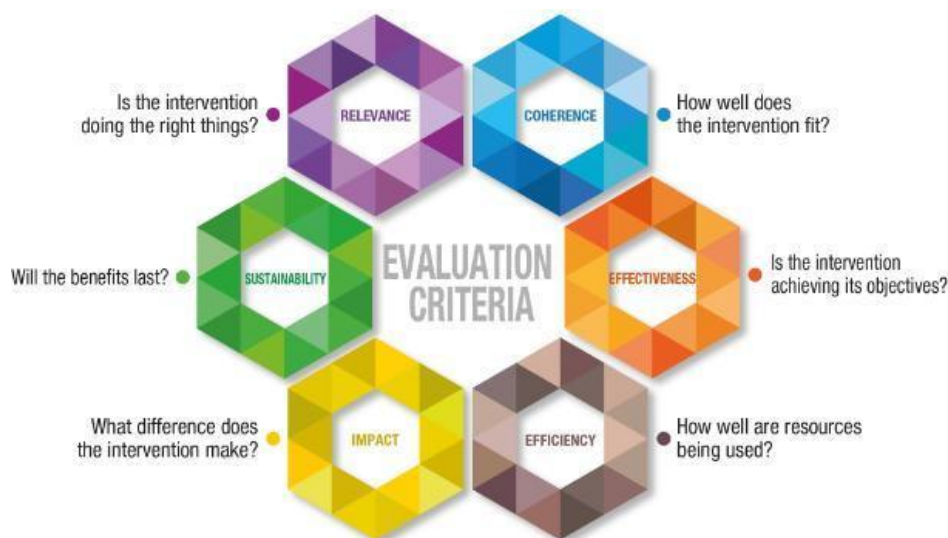 RELEVANCE
Is the intervention
doing the right things?
COHERENCE
How well does
the intervention fit?
EVALUATION
CRITERIA
SUSTAINABILITY
Will the benefits last?
EFFECTIVENESS
Is the intervention
achieving its objectives?
IMPACT
What difference does
the intervention make?
EFFICIENCY
How well are resources
being used?